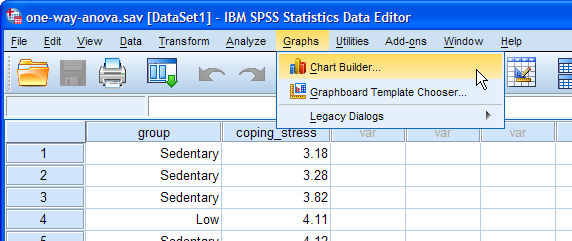 one-way-anova.sav [DataSet1] - IBM SPSS Statistics Data Editor
File Edit View Data Transform Analyze Graphs Utilities Add-ons Window Help
Chart Builder...
Graphboard Template Chooser...
Legacy Dialogs
group coping_stress var var var
1 Sedentary 3.18
2 Sedentary 3.28
3 Sedentary 3.82
4 Low 4.11
Sedentary 4.12